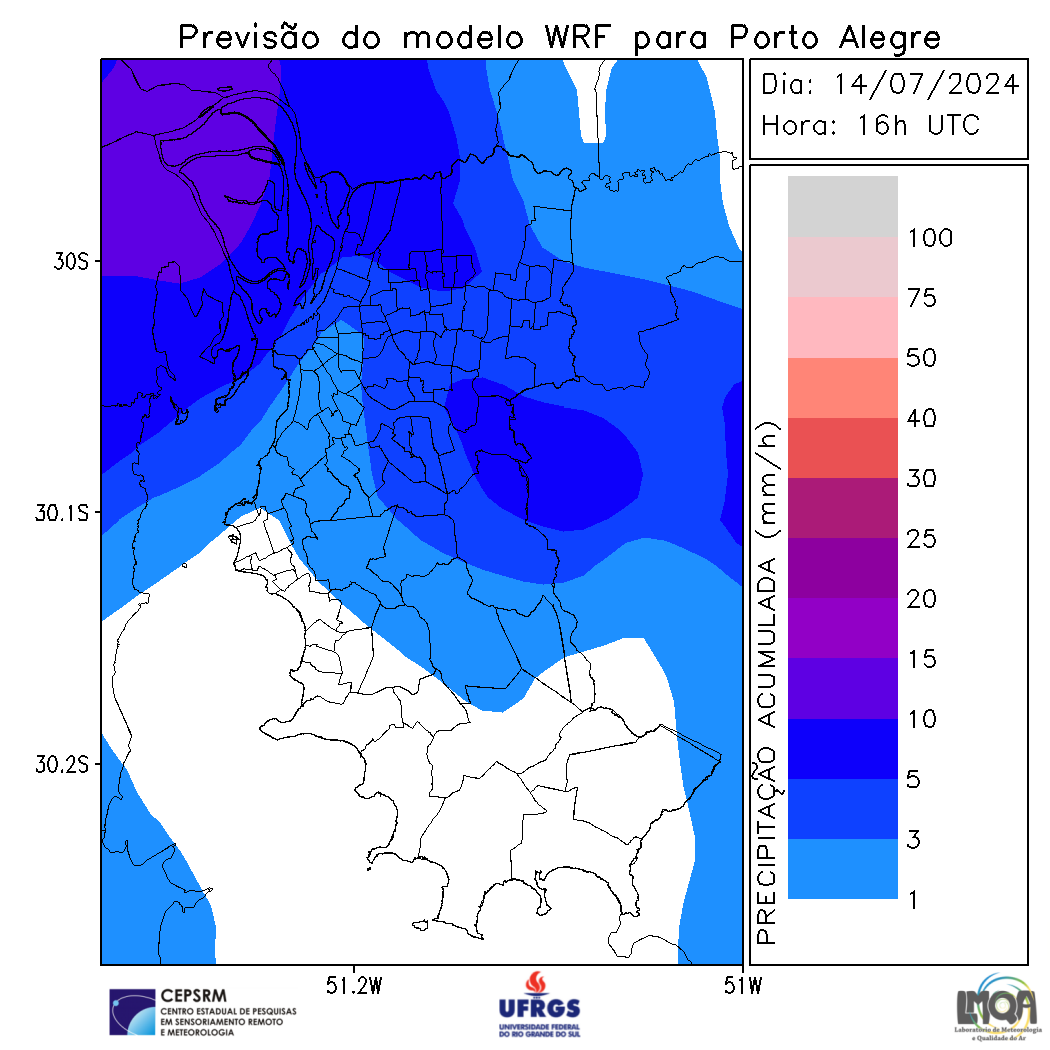 Previsão do modelo WRF para Porto Alegre
Dia: 14/07/2024
Hora: 16h UTC
30S
30.1S
30.2S
51.2W
51W
PRECIPITAÇÃO ACUMULADA (mm/h)
100
75
50
40
30
25
20
15
10
5
3
1
CEPSRM
CENTRO ESTADUAL DE PESQUISAS
EM SENSORIAMENTO REMOTO
E METEOROLOGIA
UFRGS
UNIVERSIDADE FEDERAL
DO RIO GRANDE DO SUL
LMQA
Laboratório de Meteorologia
e Qualidade do Ar